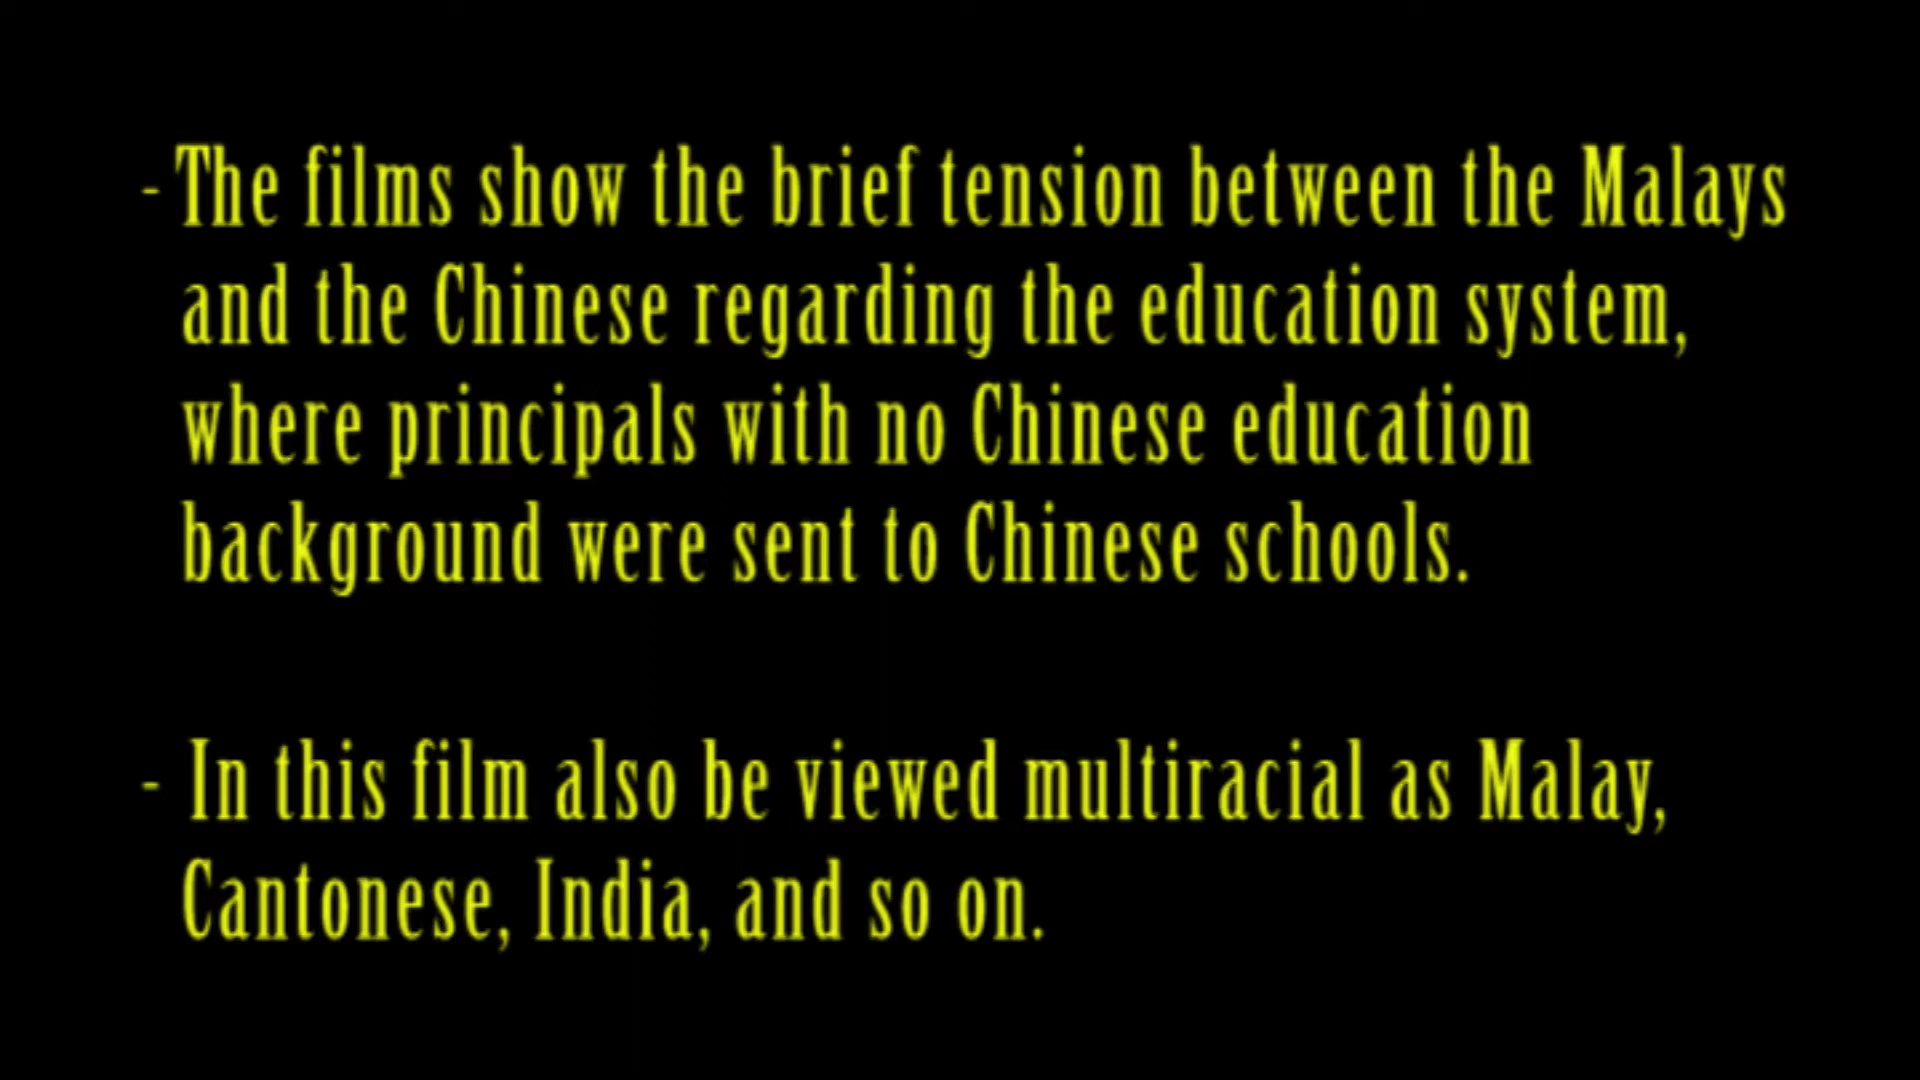 - The films show the brief tension between the Malays
and the Chinese regarding the education system,
where principals with no Chinese education
background were sent to Chinese schools.
- In this film also be viewed multiracial as Malay,
Cantonese, India, and so on.